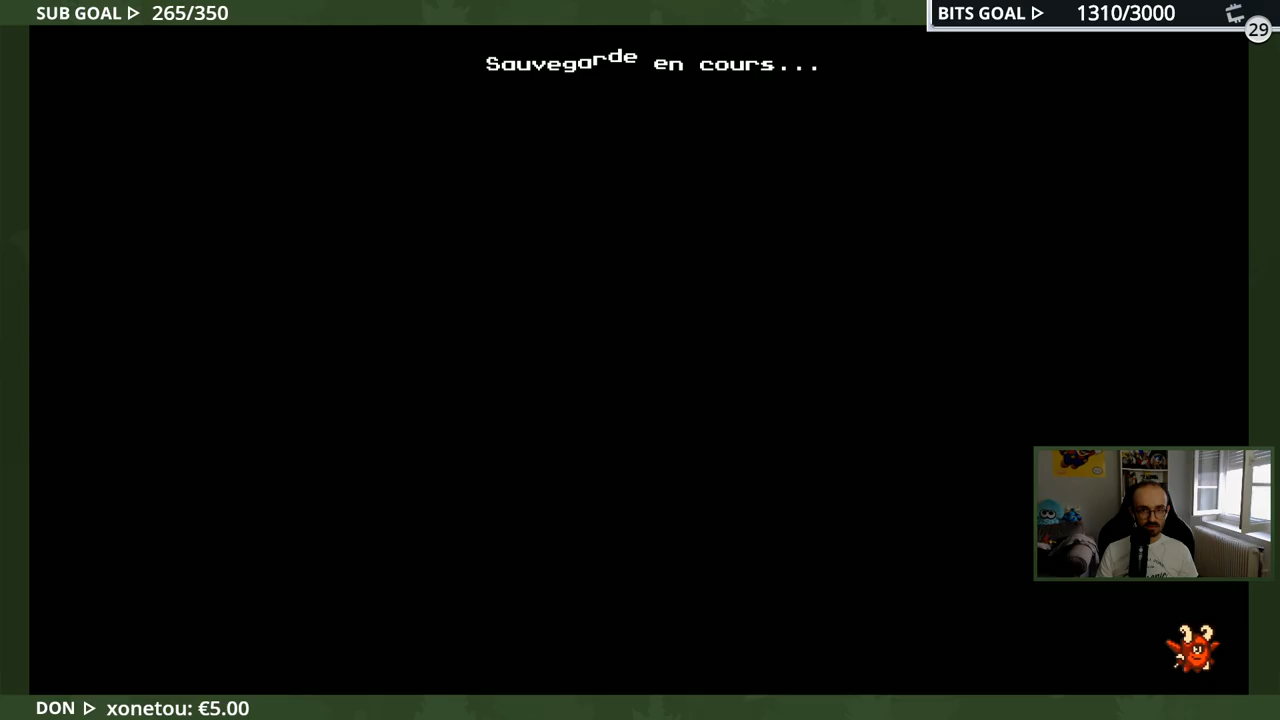 SUB GOAL ▷ 265/350
BITS GOAL ▷ 1310/3000
29
Sauvegarde en cours...
DON ▷ xonetou: €5.00